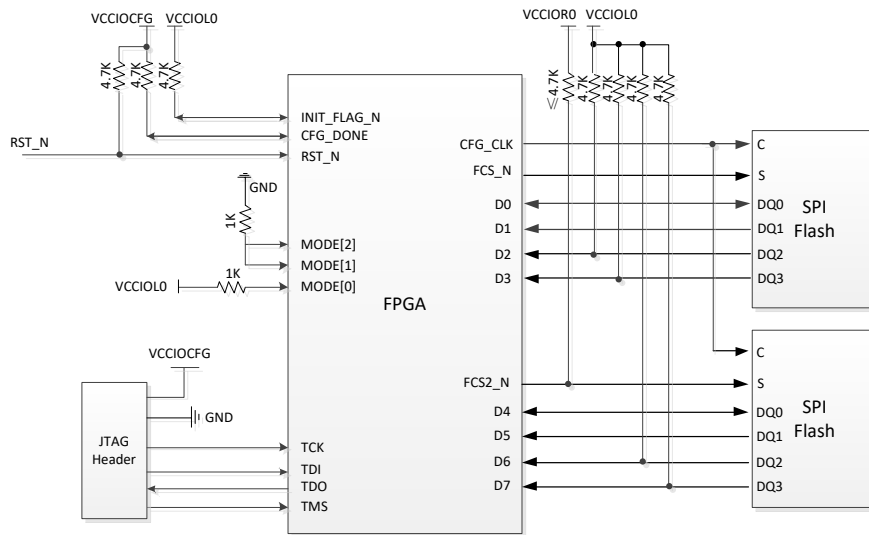 VCCIOCFG VCCIOL0
4.7K 4.7K 4.7K
VCCIOR0 VCCIOL0
≤4.7K 4.7K 4.7K 4.7K 4.7K
INIT_FLAG_N
CFG_DONE
RST_N
RST_N
GND
1K
MODE[2]
MODE[1]
MODE[0]
VCCIOL0
1K
FPGA
VCCIOCFG
GND
JTAG
Header
TCK
TDI
TDO
TMS
CFG_CLK
FCS_N
D0
D1
D2
D3
FCS2_N
D4
D5
D6
D7
C
S
DQ0
DQ1
DQ2
DQ3
SPI
Flash
C
S
DQ0
DQ1
DQ2
DQ3
SPI
Flash